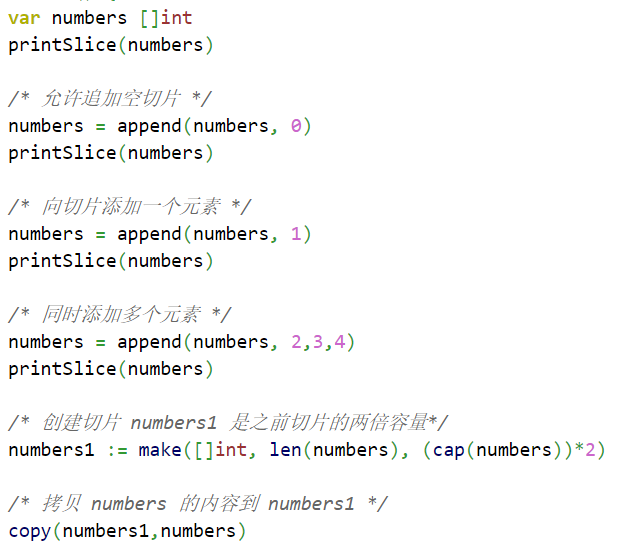 var numbers []int
printSlice(numbers)
/* 允许追加空切片 */
numbers = append(numbers, 0)
printSlice(numbers)
/* 向切片添加一个元素 */
numbers = append(numbers, 1)
printSlice(numbers)
/* 同时添加多个元素 */
numbers = append(numbers, 2,3,4)
printSlice(numbers)
/* 创建切片 numbers1 是之前切片的两倍容量*/
numbers1 := make([]int, len(numbers), (cap(numbers))*2)
/* 拷贝 numbers 的内容到 numbers1 */
copy(numbers1,numbers)